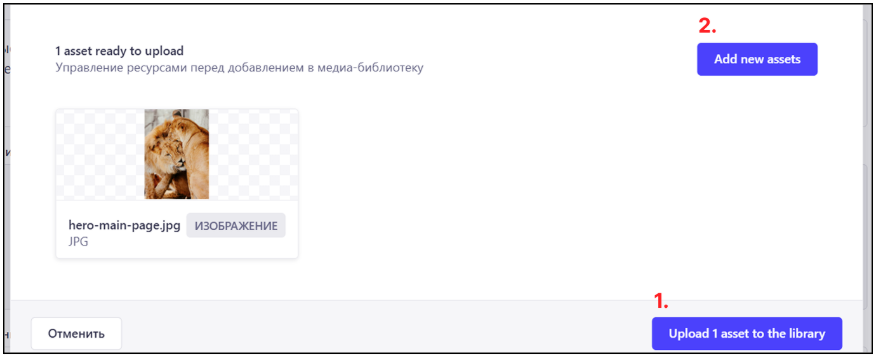 2.
1 asset ready to upload
Управление ресурсами перед добавлением в медиа-библиотеку
Add new assets
hero-main-page.jpg
ИЗОБРАЖЕНИЕ
JPG
1.
Отменить
Upload 1 asset to the library